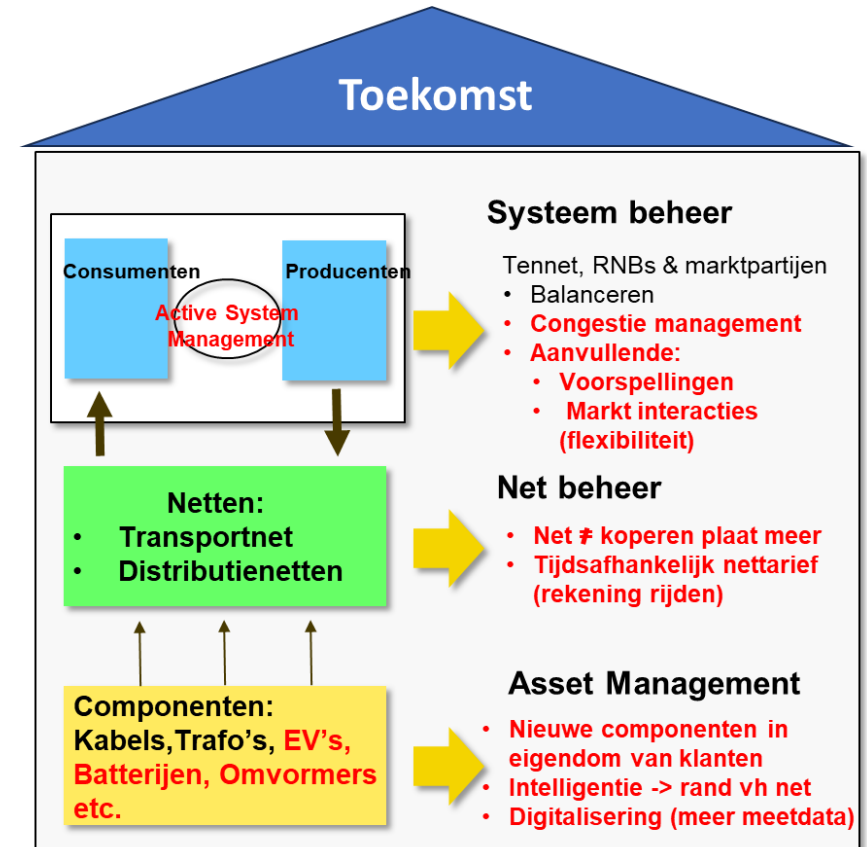 Toekomst
Consumenten
Producenten
Active System
Management
Systeem beheer
Tennet, RNBs & marktpartijen
• Balanceren
• Congestie management
• Aanvullende:
• Voorspellingen
• Markt interacties
(flexibiliteit)
Netten:
• Transportnet
• Distributienetten
Net beheer
• Net ≠ koperen plaat meer
• Tijdsafhankelijk nettarief
(rekening rijden)
Componenten:
Kabels,Trafo's, EV's,
Batterijen, Omvormers
etc.
Asset Management
• Nieuwe componenten in
eigendom van klanten
• Intelligentie -> rand vh net
• Digitalisering (meer meetdata)